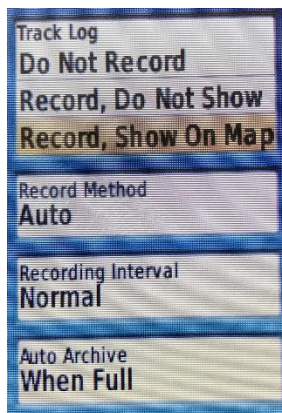 Track Log
Do Not Record
Record, Do Not Show
Record, Show On Map
Record Method
Auto
Recording Interval
Normal
Auto Archive
When Full